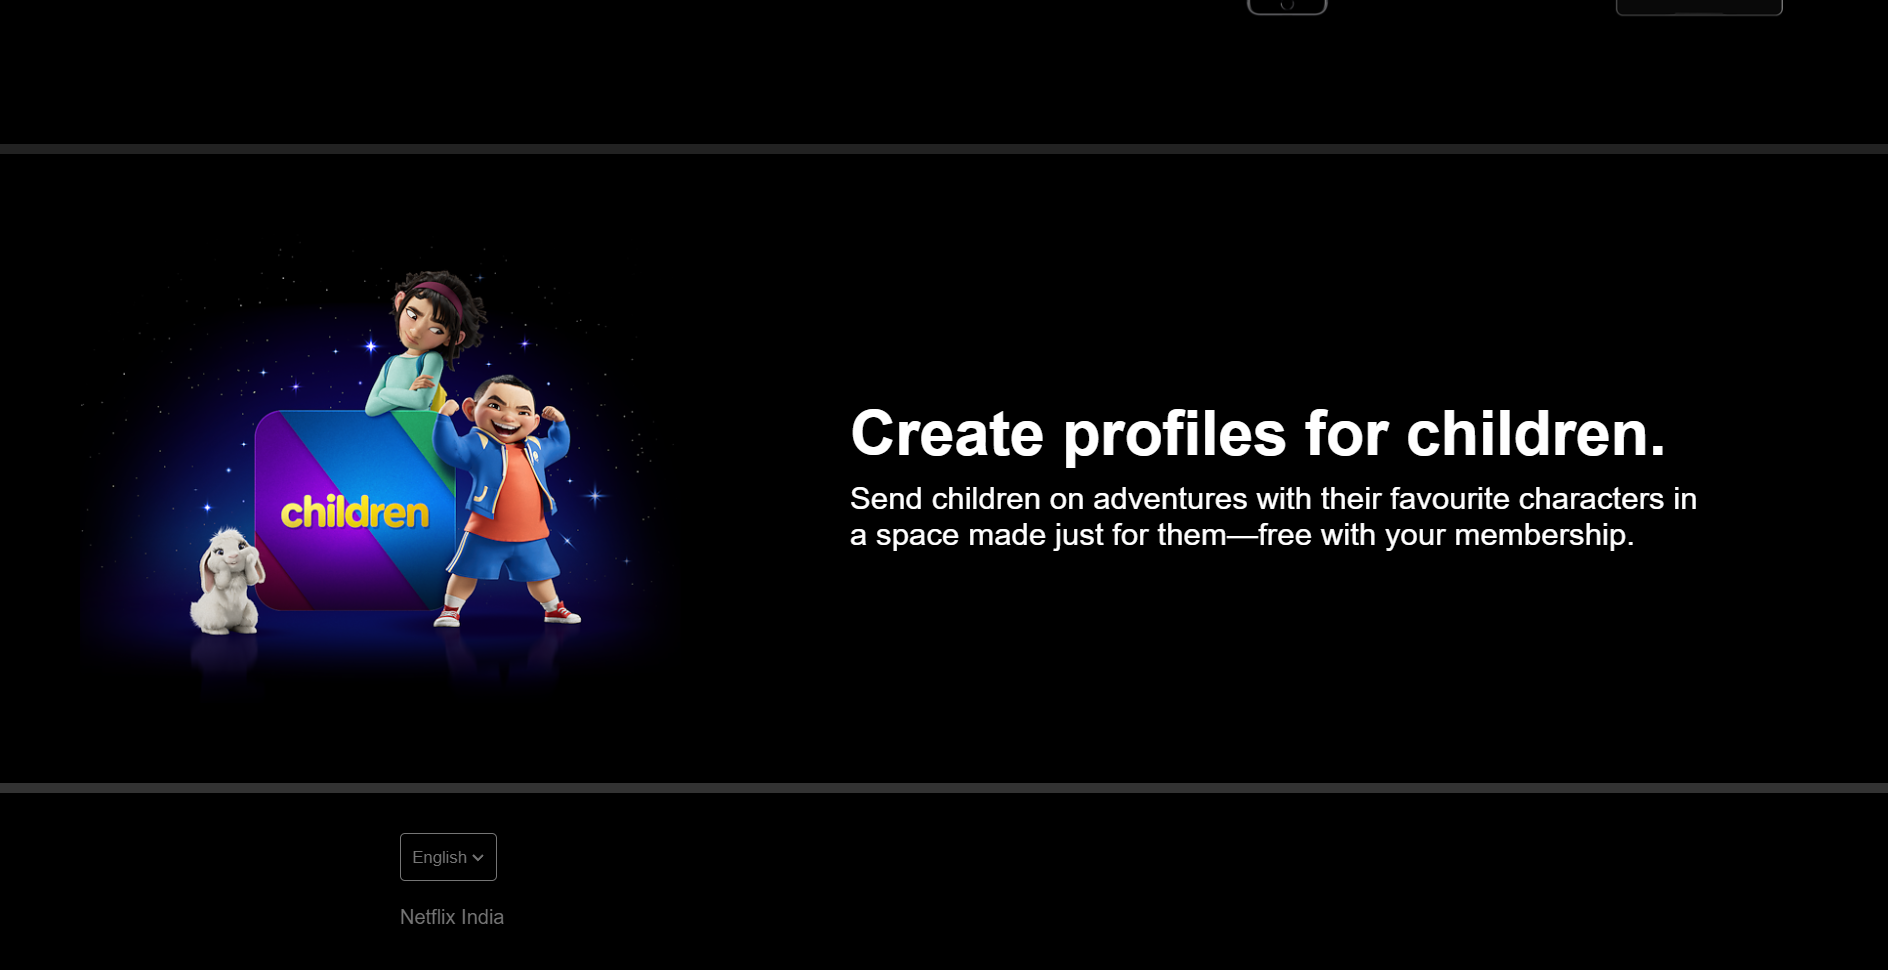 children
Create profiles for children.
Send children on adventures with their favourite characters in
a space made just for them—free with your membership.
English
Netflix India